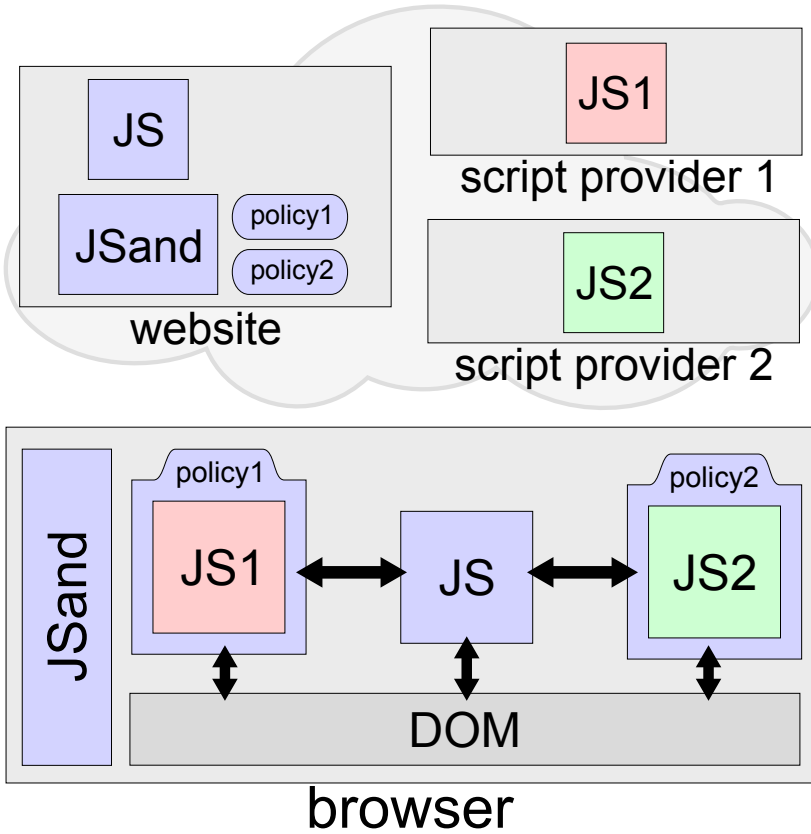 JS
JSand
policy1
policy2
website
JS1
script provider 1
JS2
script provider 2
JSand
policy1
JS1
JS
policy2
JS2
DOM
browser